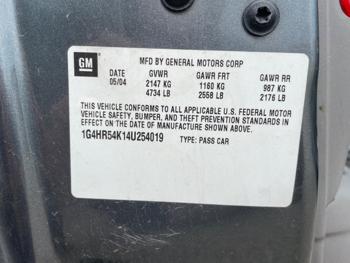 GM
MFD BY GENERAL MOTORS CORP
DATE GVWR GAWR FRT GAWR RR
05/04 2147 KG 1160 KG 987 KG
4734 LB 2558 LB 2176 LB
THIS VEHICLE CONFORMS TO ALL APPLICABLE U.S. FEDERAL MOTOR
VEHICLE SAFETY, BUMPER, AND THEFT PREVENTION STANDARDS IN
EFFECT ON THE DATE OF MANUFACTURE SHOWN ABOVE.
1G4HR54K14U254019 TYPE: PASS CAR